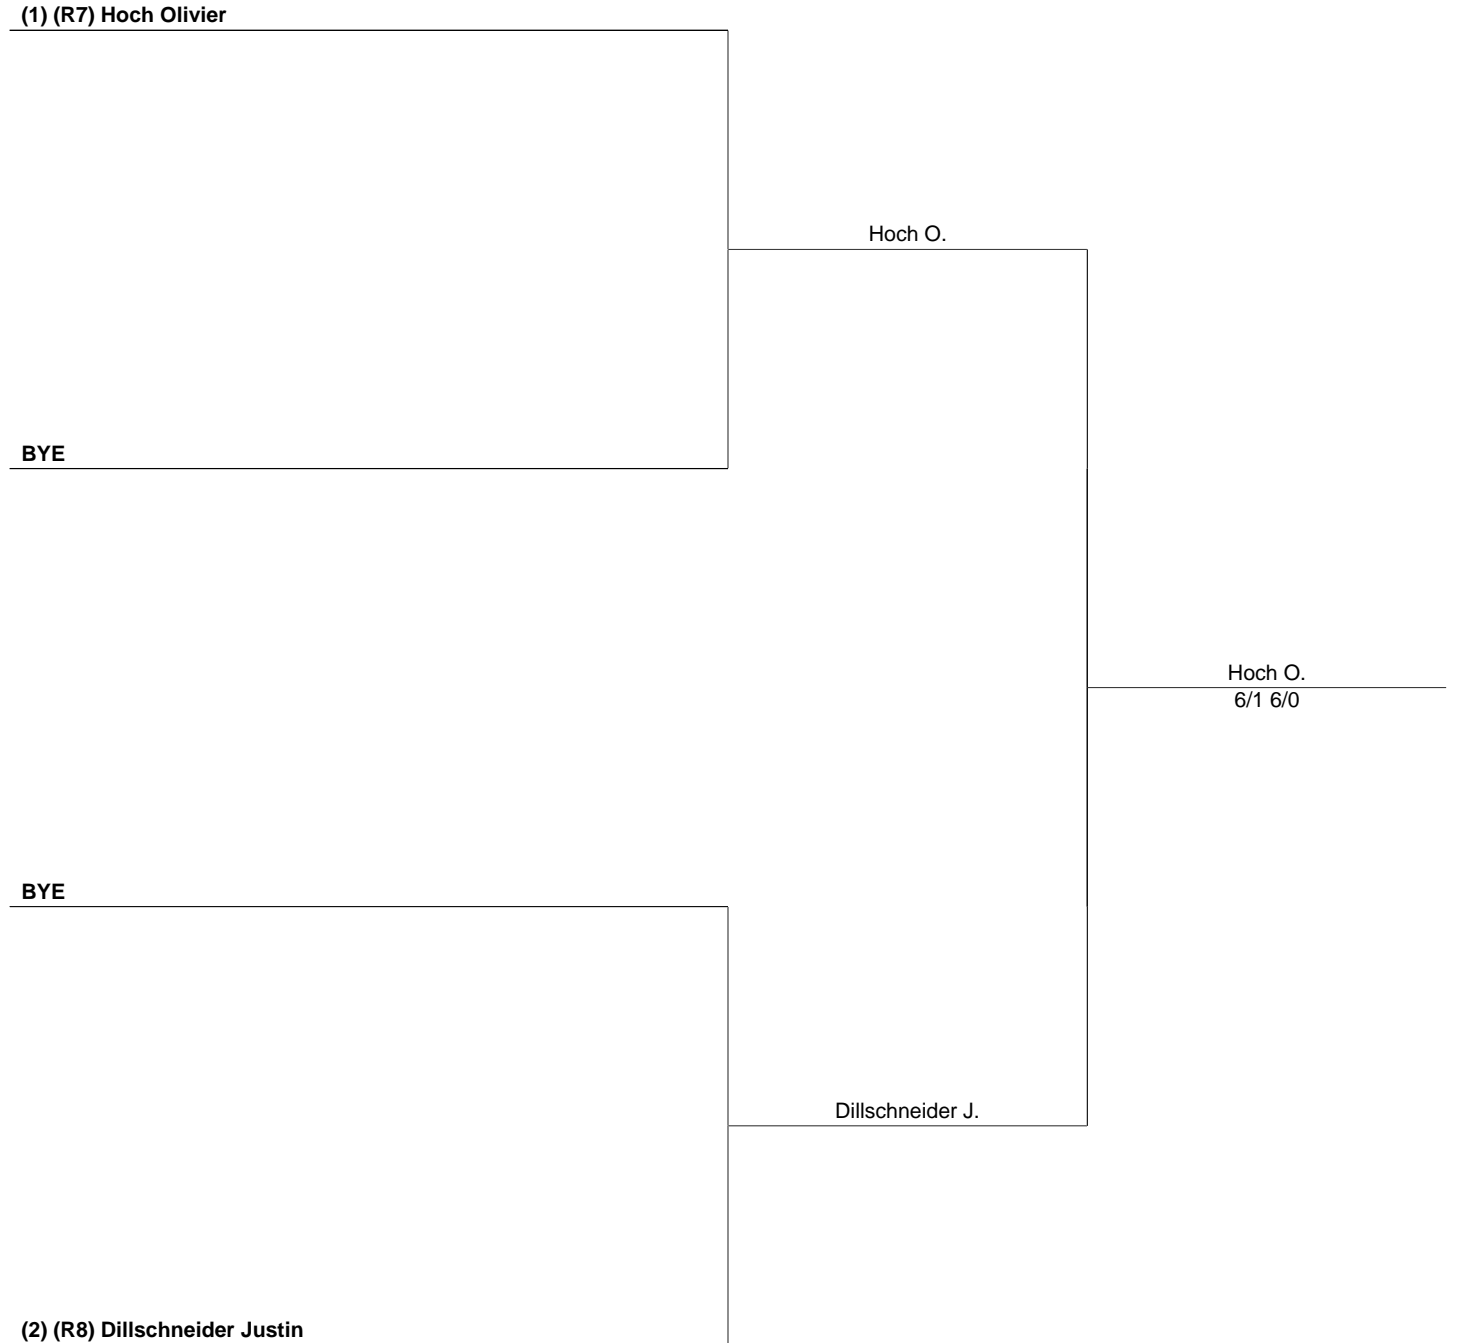 (1) (R7) Hoch Olivier
Hoch O.
BYE
Hoch O.
6/1 6/0
BYE
Dillschneider J.
(2) (R8) Dillschneider Justin